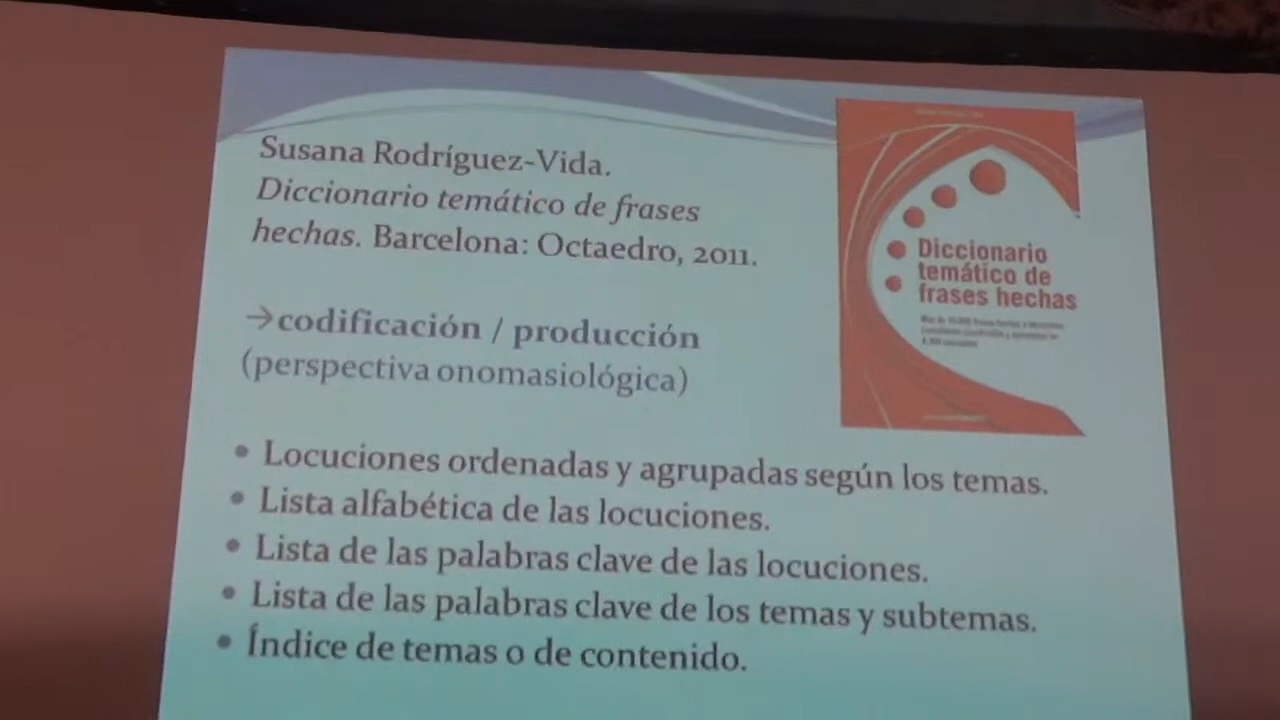 Susana Rodríguez-Vida.
Diccionario temático de frases
hechas. Barcelona: Octaedro, 2011.
→codificación / producción
(perspectiva onomasiológica)
• Locuciones ordenadas y agrupadas según los temas.
• Lista alfabética de las locuciones.
• Lista de las palabras clave de las locuciones.
• Lista de las palabras clave de los temas y subtemas.
• Índice de temas o de contenido.
Diccionario
temático de
frases hechas